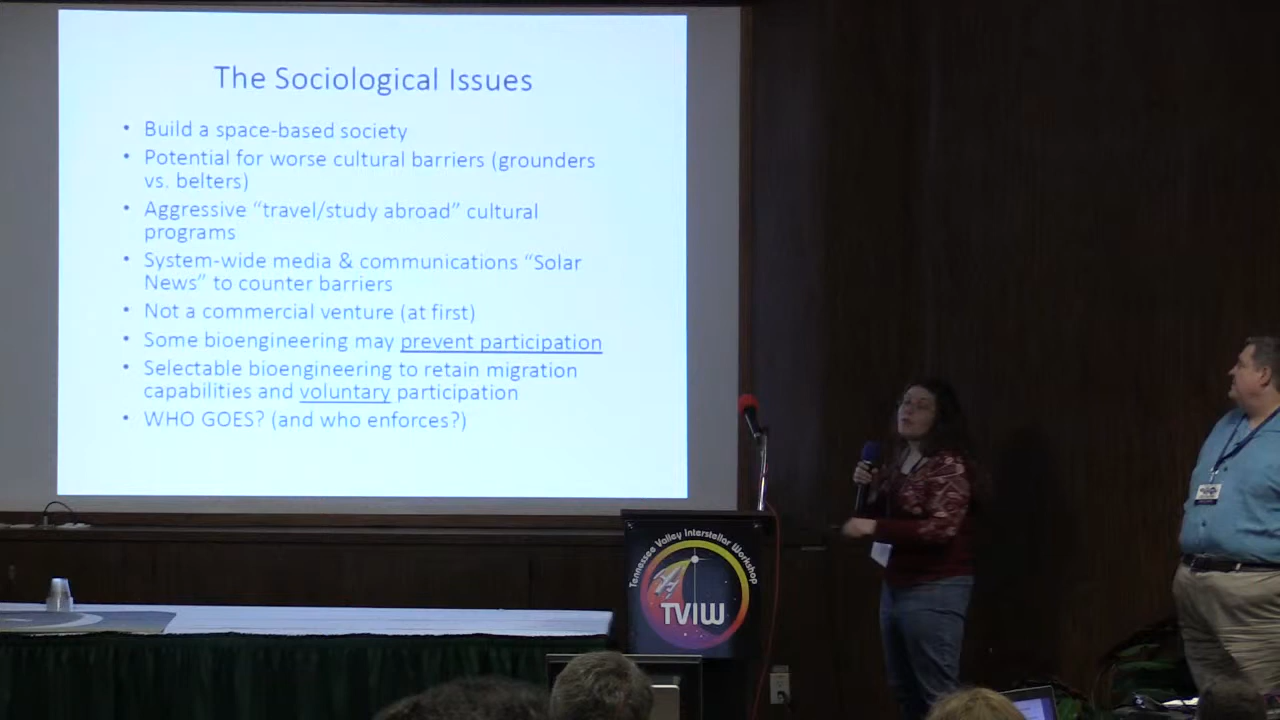 The Sociological Issues
• Build a space-based society
• Potential for worse cultural barriers (grounders
vs. belters)
• Aggressive “travel/study abroad” cultural
programs
• System-wide media & communications “Solar
News” to counter barriers
• Not a commercial venture (at first)
• Some bioengineering may prevent participation
• Selectable bioengineering to retain migration
capabilities and voluntary participation
• WHO GOES? (and who enforces?)
Tennessee Valley Interstellar Workshop
TVIW